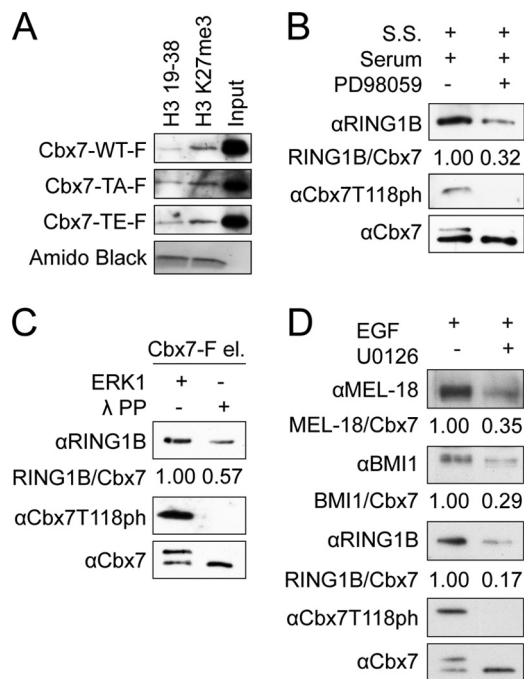 A
H3 19-38
H3 K27me3
Input
Cbx7-WT-F
Cbx7-TA-F
Cbx7-TE-F
Amido Black
B
S.S. + +
Serum + +
PD98059 - +
αRING1B
RING1B/Cbx7 1.00 0.32
αCbx7T118ph
αCbx7
C
Cbx7-F el.
ERK1 + -
λ PP - +
αRING1B
RING1B/Cbx7 1.00 0.57
αCbx7T118ph
αCbx7
D
EGF + +
U0126 - +
αMEL-18
MEL-18/Cbx7 1.00 0.35
αBMI1
BMI1/Cbx7 1.00 0.29
αRING1B
RING1B/Cbx7 1.00 0.17
αCbx7T118ph
αCbx7